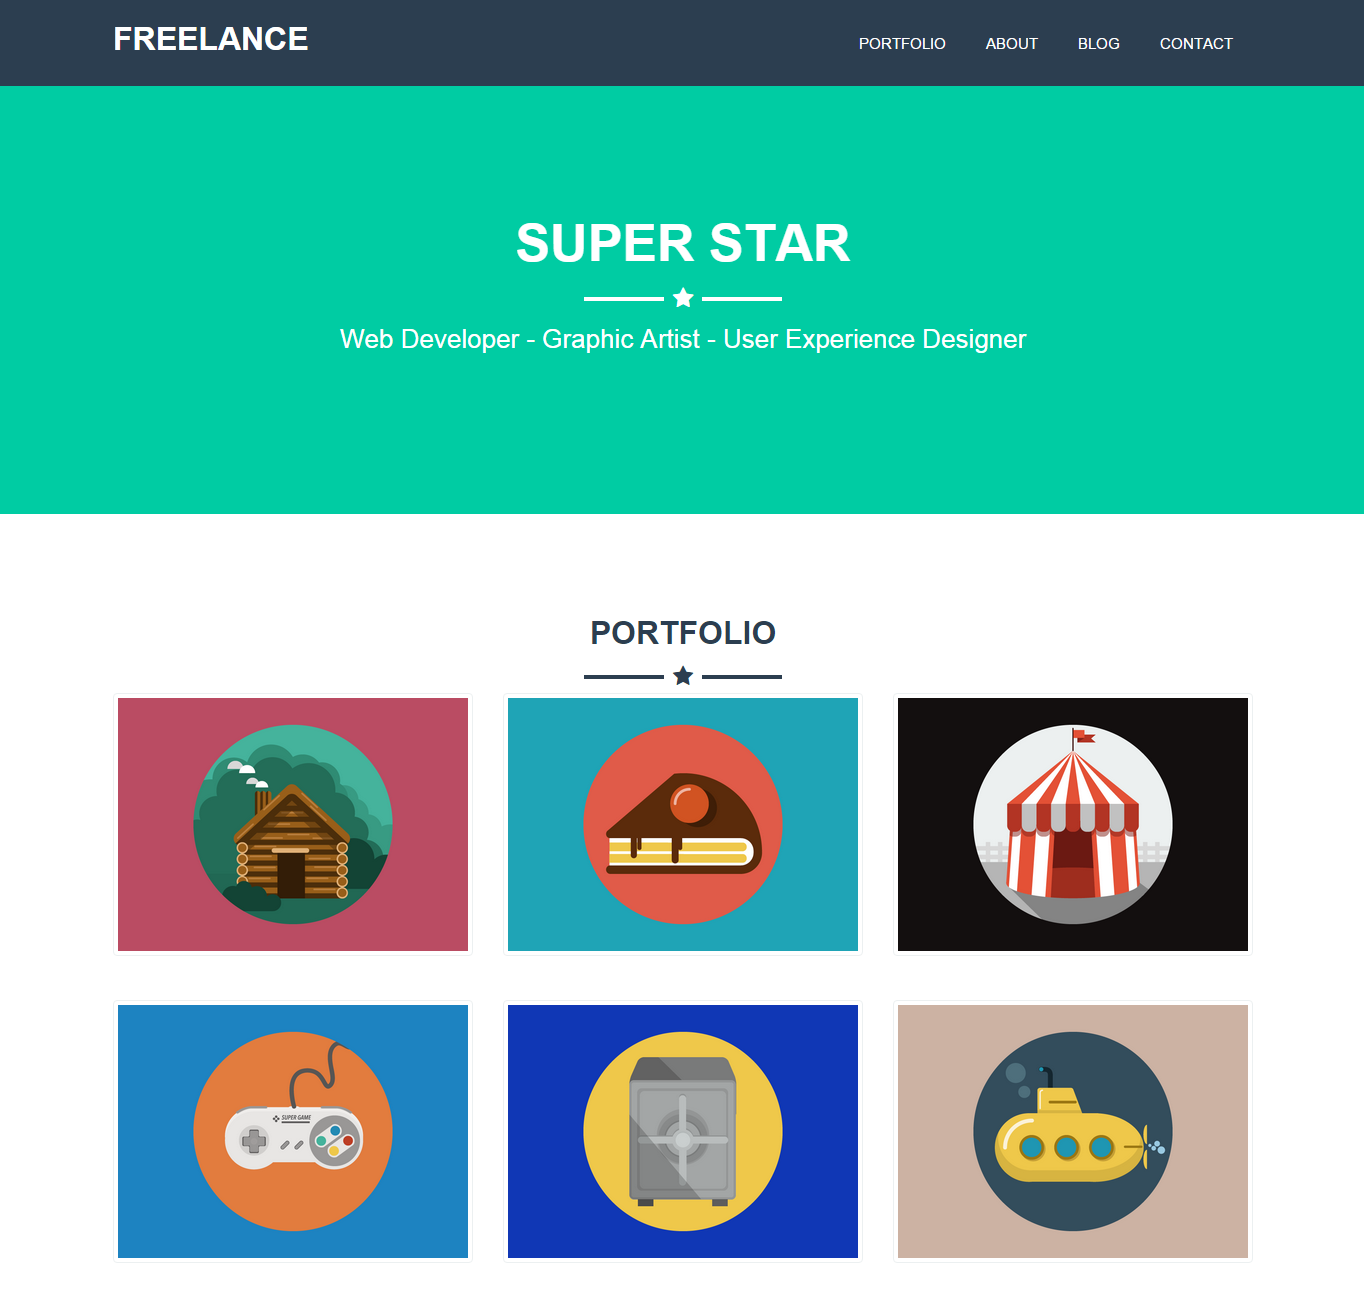 FREELANCE
PORTFOLIO ABOUT BLOG CONTACT
SUPER STAR
Web Developer - Graphic Artist - User Experience Designer
PORTFOLIO
SUPER GAME